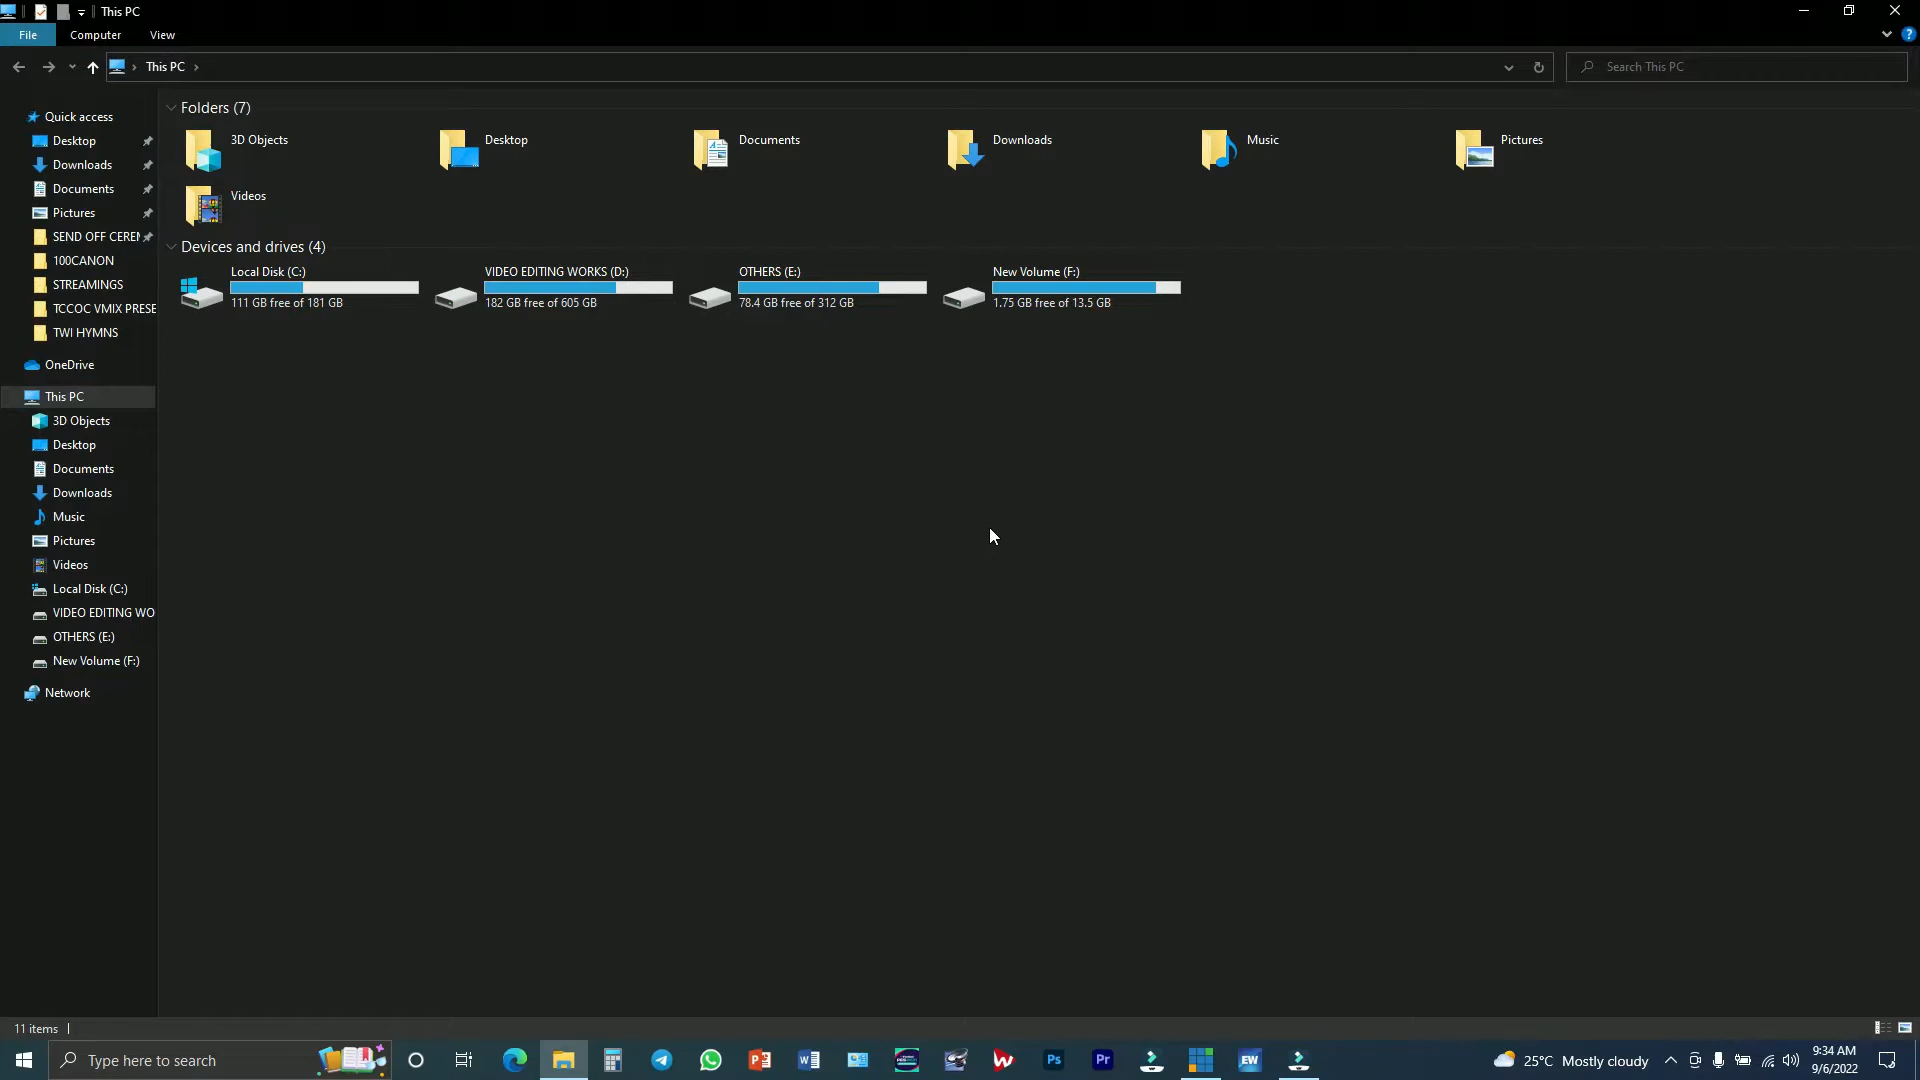 This PC
File Computer View
This PC
Search This PC
Quick access
Desktop
Downloads
Documents
Pictures
SEND OFF CEREM
100CANON
STREAMINGS
TCCOC VMIX PRESE
TWI HYMNS
OneDrive
This PC
3D Objects
Desktop
Documents
Downloads
Music
Pictures
Videos
Local Disk (C:)
VIDEO EDITING WO
OTHERS (E:)
New Volume (F:)
Network
Folders (7)
3D Objects Desktop Documents Downloads Music Pictures
Videos
Devices and drives (4)
Local Disk (C:)
111 GB free of 181 GB
VIDEO EDITING WORKS (D:)
182 GB free of 605 GB
OTHERS (E:)
78.4 GB free of 312 GB
New Volume (F:)
1.75 GB free of 13.5 GB
11 items
Type here to search
Ps
Pr
EW
25°C Mostly cloudy
9:34 AM
9/6/2022